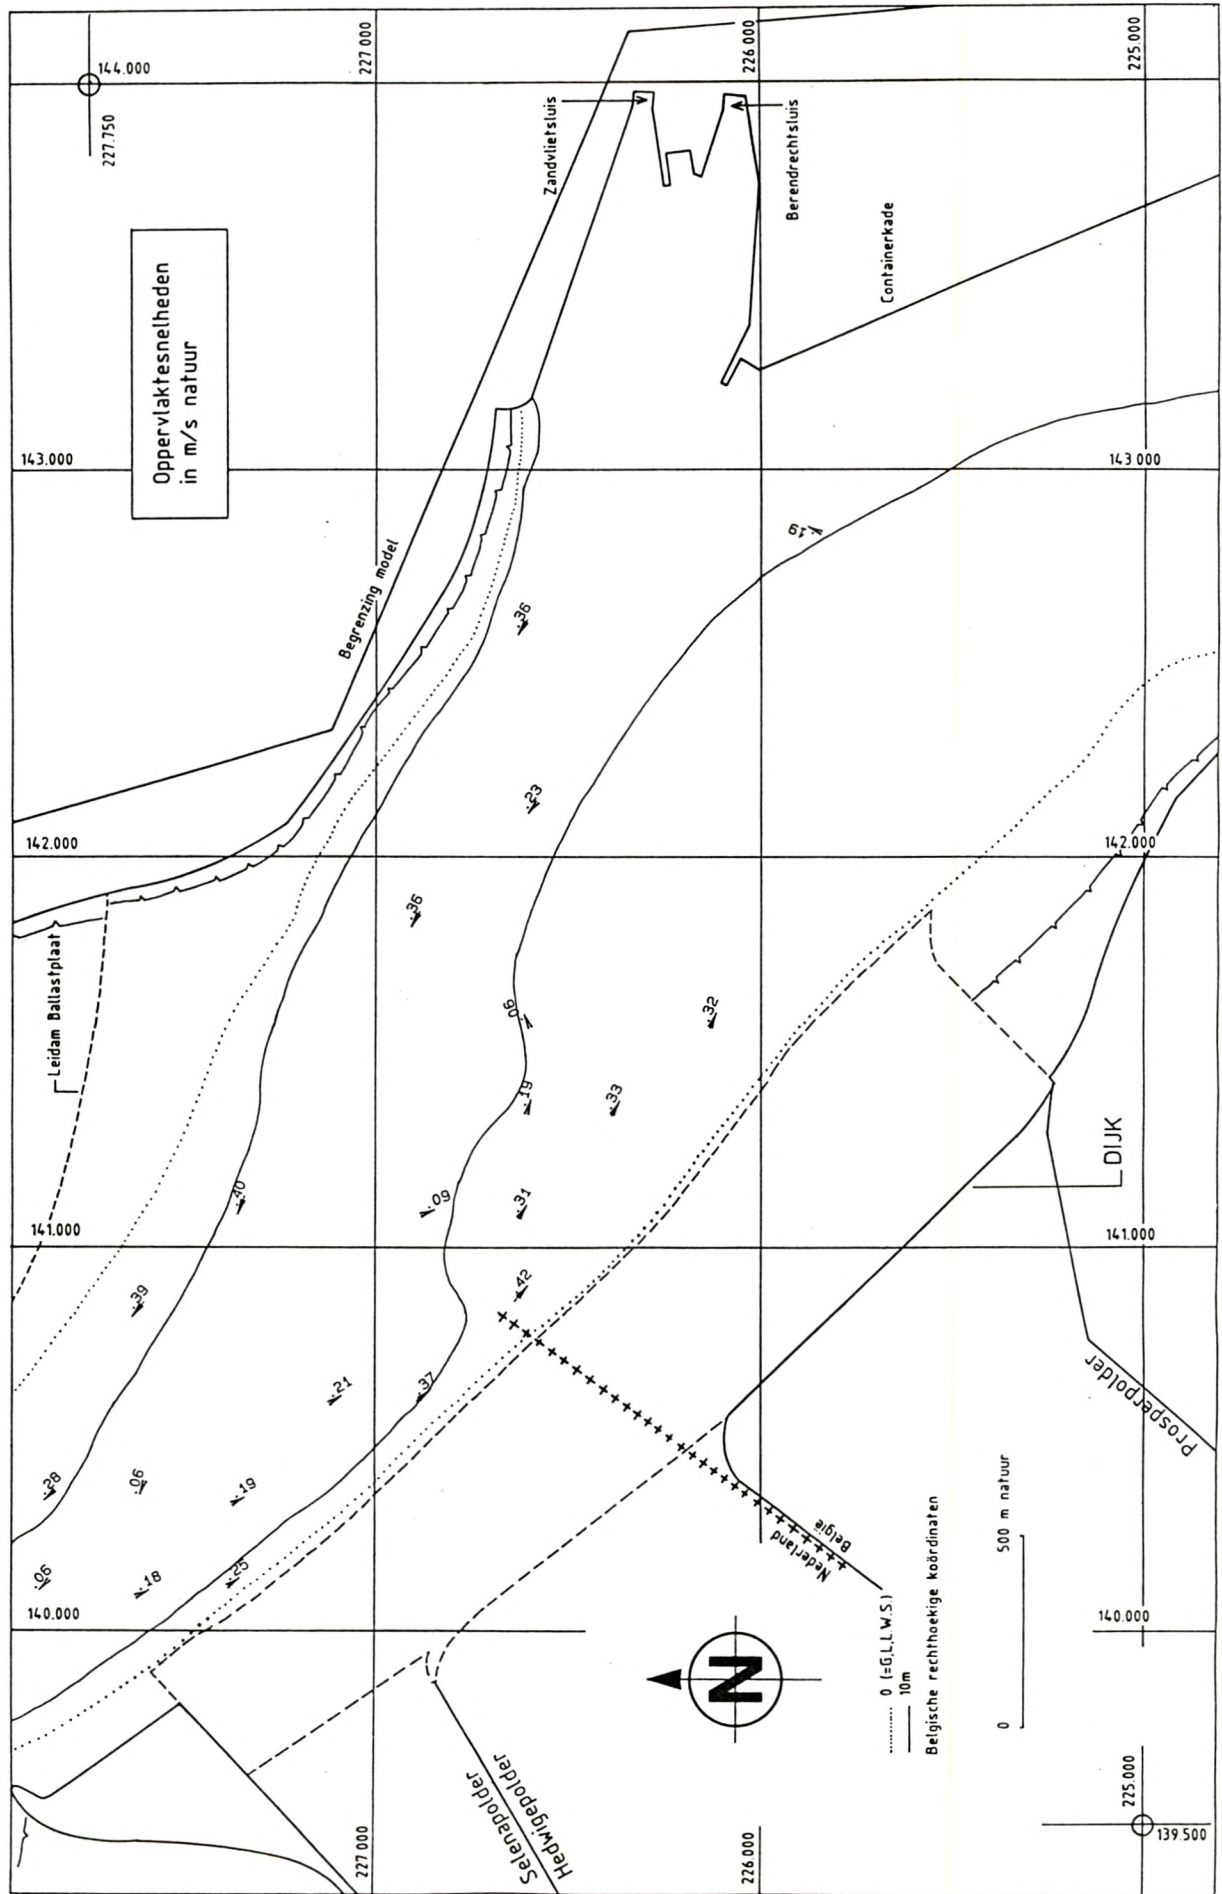 144.000
227.750
227 000
226 000
225.000
Zandvlietsluis
Berendrechtsluis
Containerkade
Oppervlaktesnelheden
in m/s natuur
143.000
143 000
Begrenzing model
.19
.36
.23
142.000
142.000
Leidam Ballastplaat
.36
.06
.32
.19
.33
.40
.09
.31
DIJK
141.000
141.000
.39
.42
.21
.37
Prosperpolder
.28
.06
.19
Nederland
België
.06
.18
.25
140.000
140.000
N
0 (=G.L.L.W.S.)
10m
Belgische rechthoekige koördinaten
0
500 m natuur
Selenapolder
Hedwigepolder
227 000
226.000
225.000
139.500